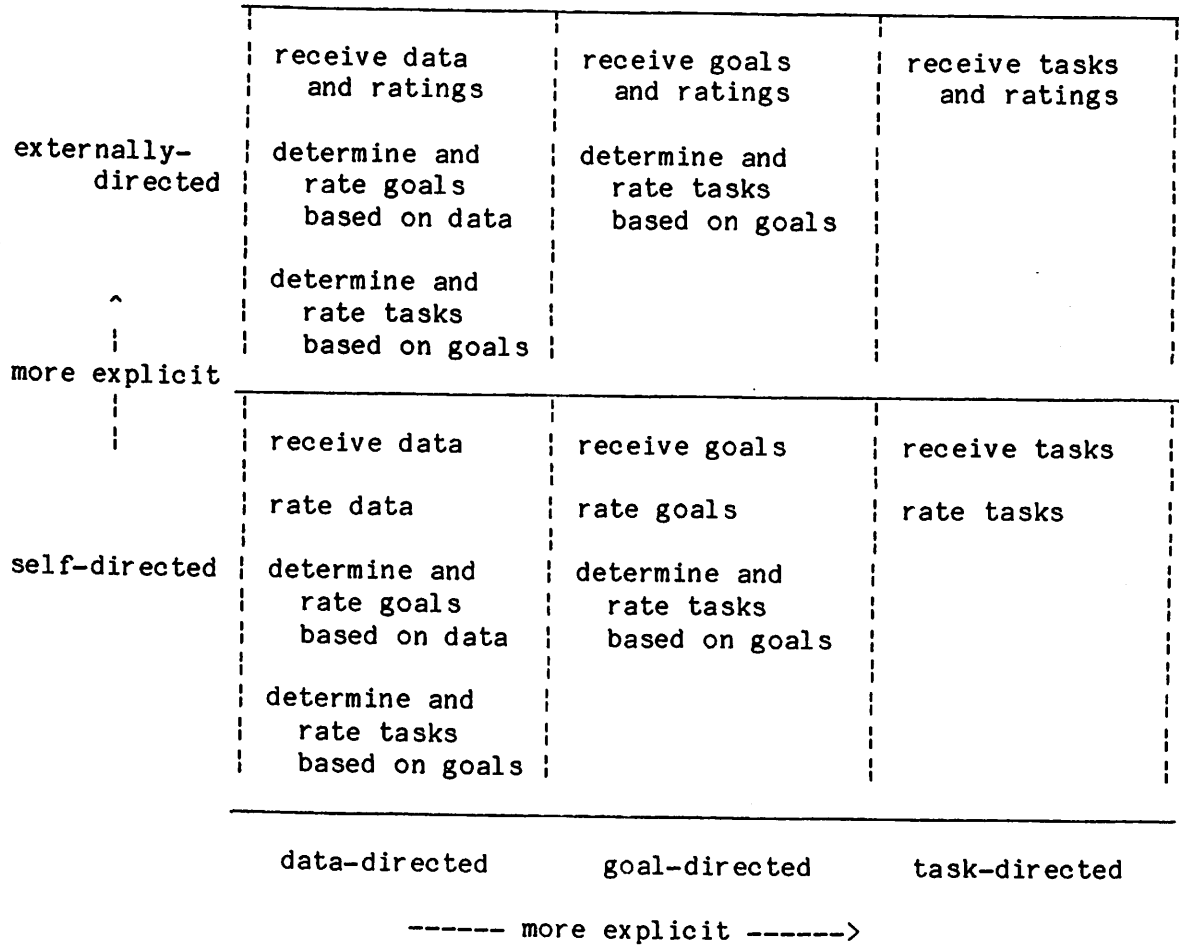 receive data
and ratings
determine and
rate goals
based on data
determine and
rate tasks
based on goals
receive goals
and ratings
determine and
rate tasks
based on goals
receive tasks
and ratings
externally-
directed
^
more explicit
receive data
rate data
determine and
rate goals
based on data
determine and
rate tasks
based on goals
receive goals
rate goals
determine and
rate tasks
based on goals
receive tasks
rate tasks
self-directed
data-directed
goal-directed
task-directed
------ more explicit ------>